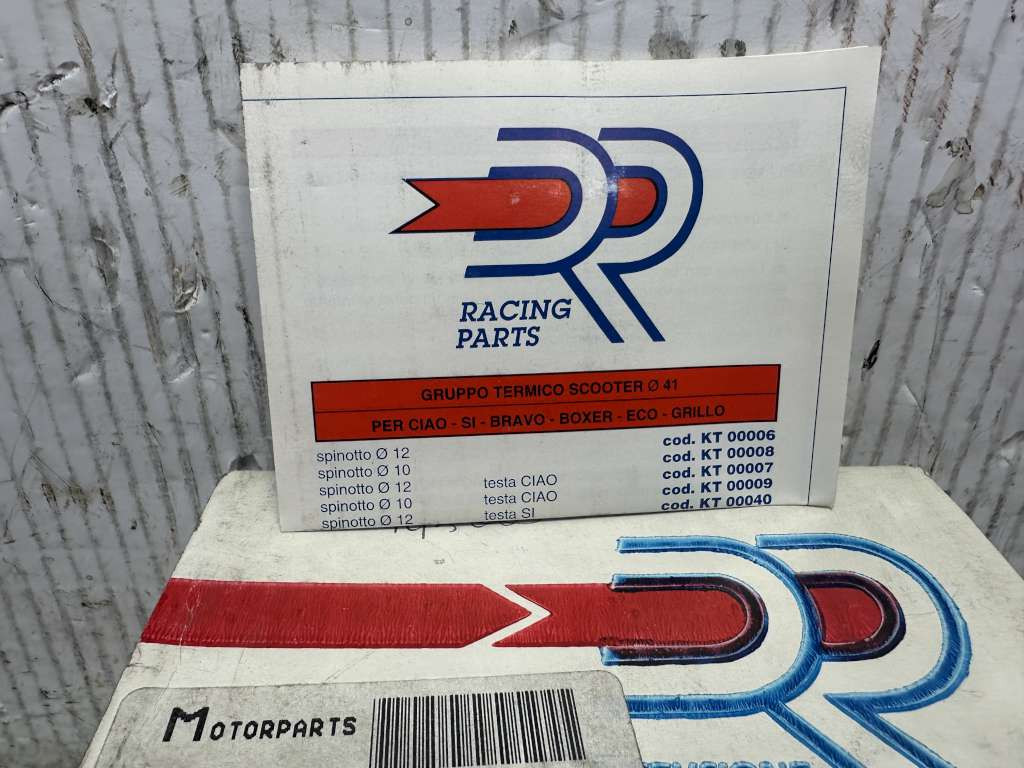 RACING
PARTS
GRUPPO TERMICO SCOOTER Ø 41
PER CIAO - SI - BRAVO - BOXER - ECO - GRILLO
spinotto Ø 12 cod. KT 00006
spinotto Ø 10 cod. KT 00008
spinotto Ø 12 testa CIAO cod. KT 00007
spinotto Ø 10 testa CIAO cod. KT 00009
spinotto Ø 12 testa SI cod. KT 00040
MOTORPARTS